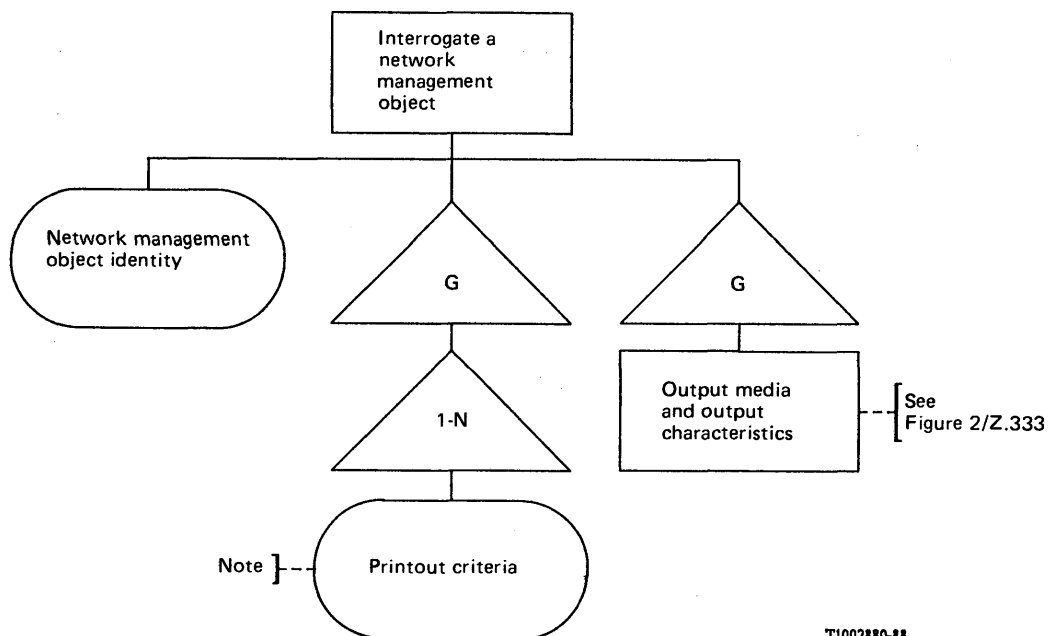 Interrogate a
network
management
object
Network management
object identity
G
G
1-N
Output media
and output
characteristics
See
Figure 2/Z.333
Note
Printout criteria
T1002880-88